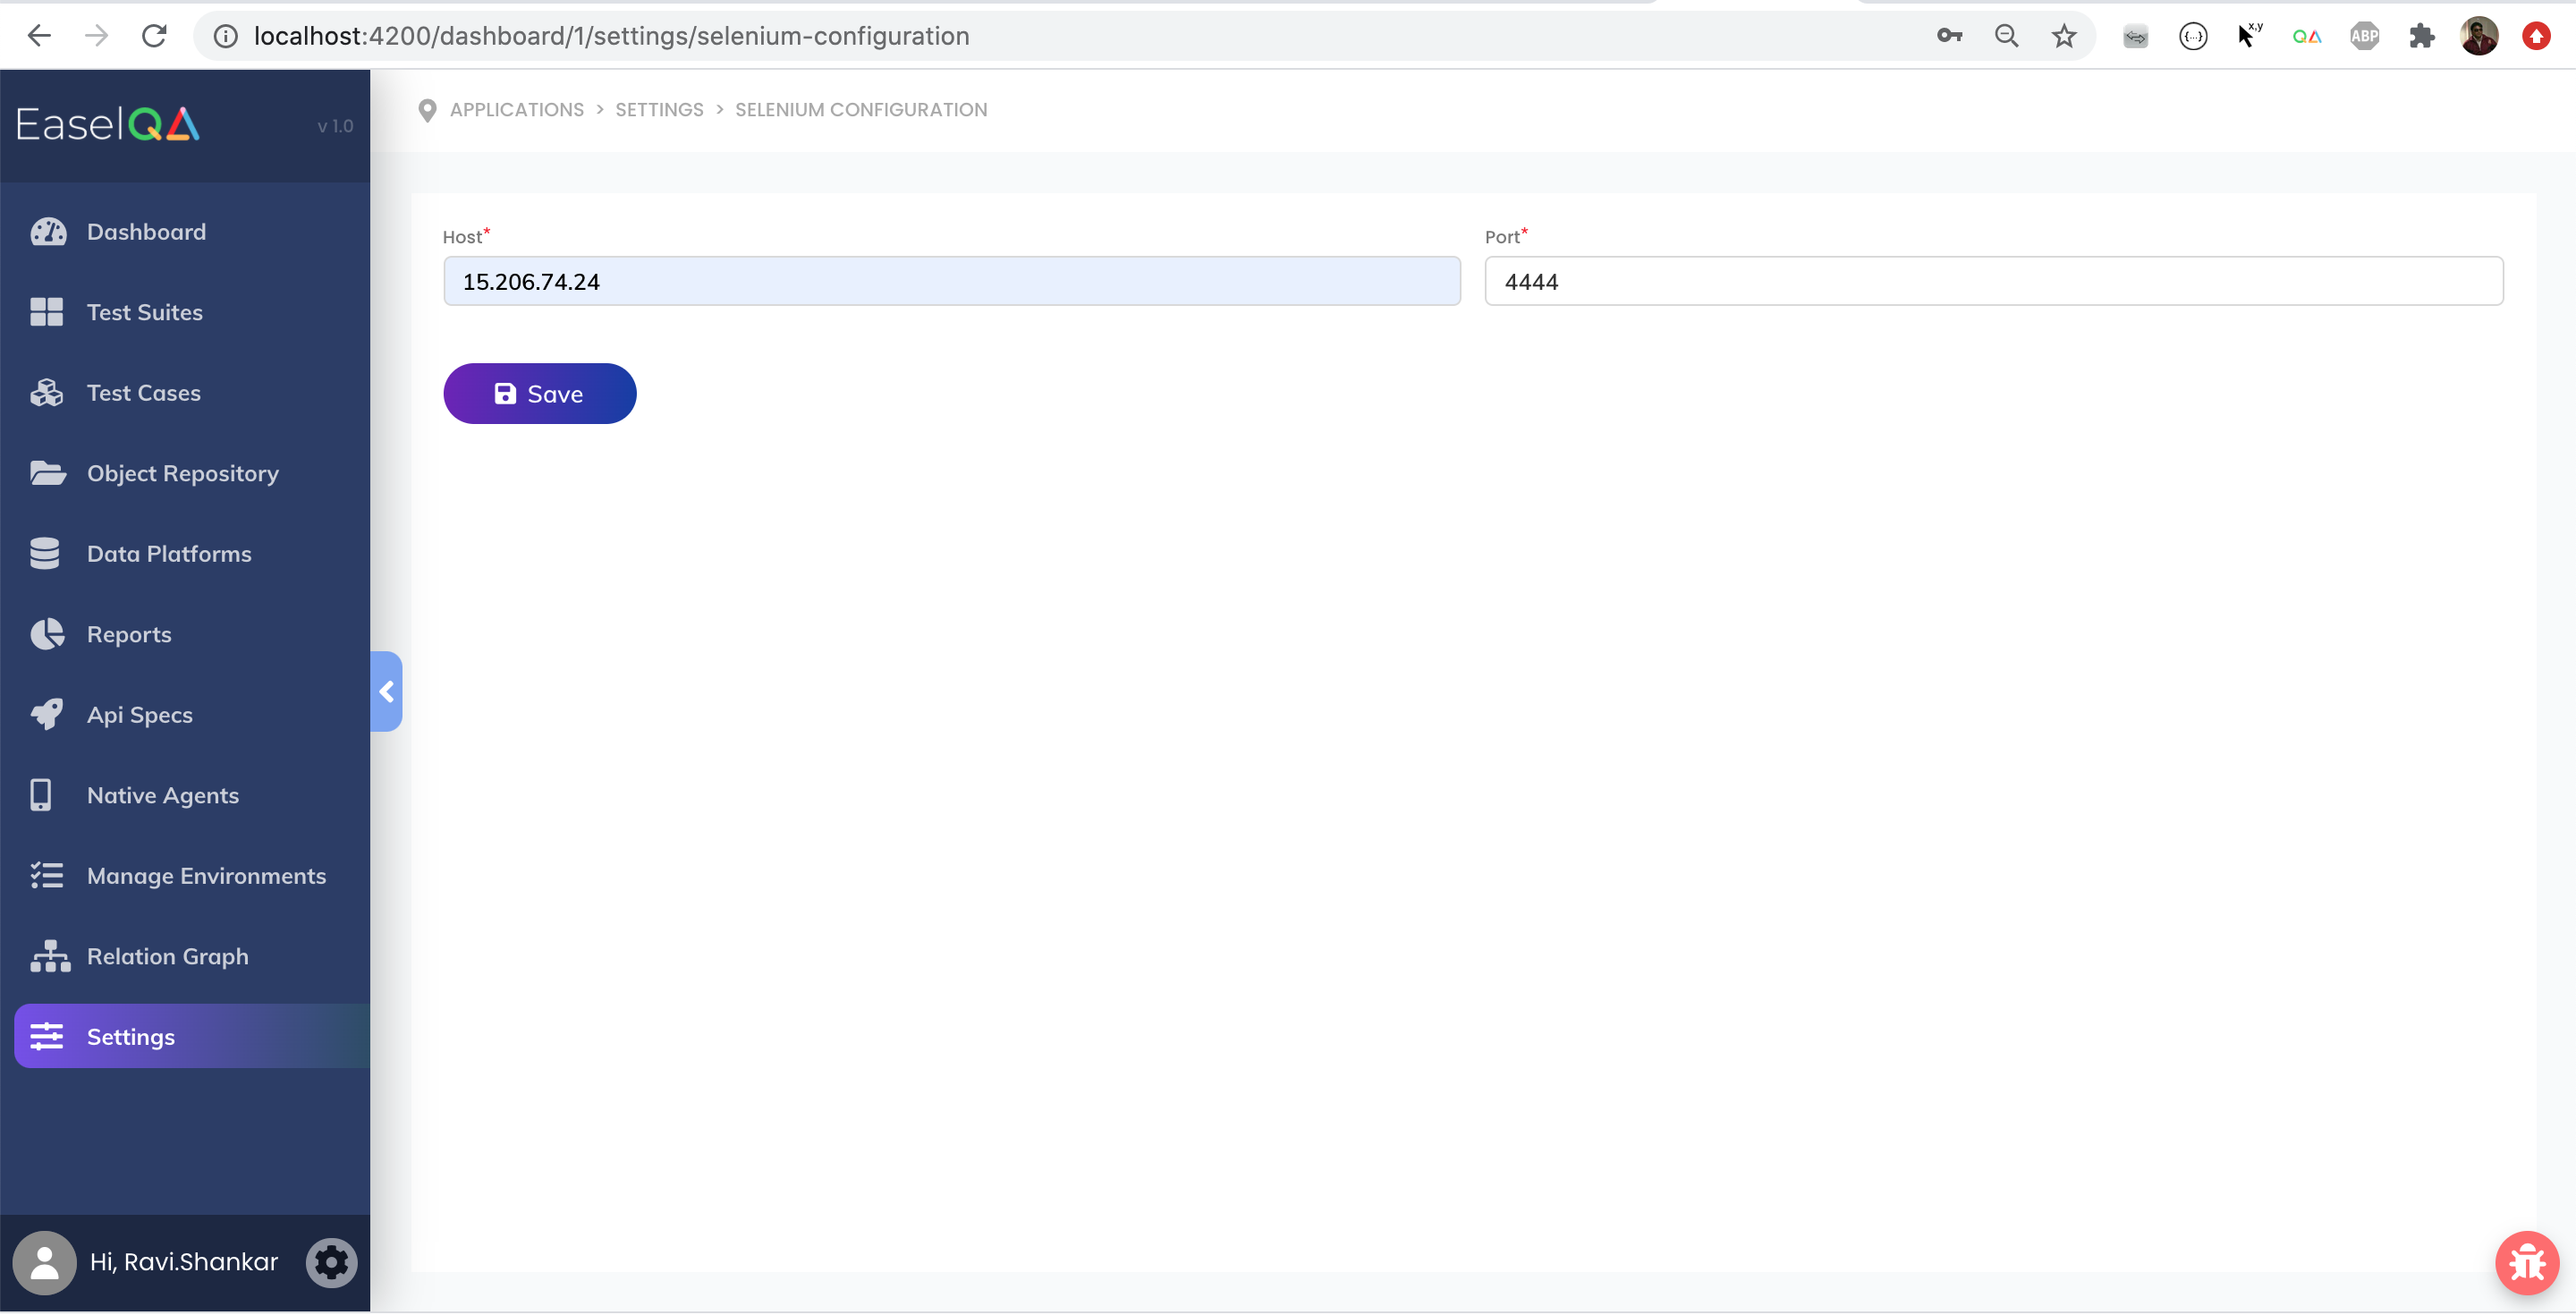 localhost:4200/dashboard/1/settings/selenium-configuration
x,y
{...}
QA
ABP
EaselQA
v 1.0
APPLICATIONS > SETTINGS > SELENIUM CONFIGURATION
Dashboard
Test Suites
Test Cases
Object Repository
Data Platforms
Reports
Api Specs
Native Agents
Manage Environments
Relation Graph
Settings
Hi, Ravi.Shankar
Host*
15.206.74.24
Port*
4444
Save